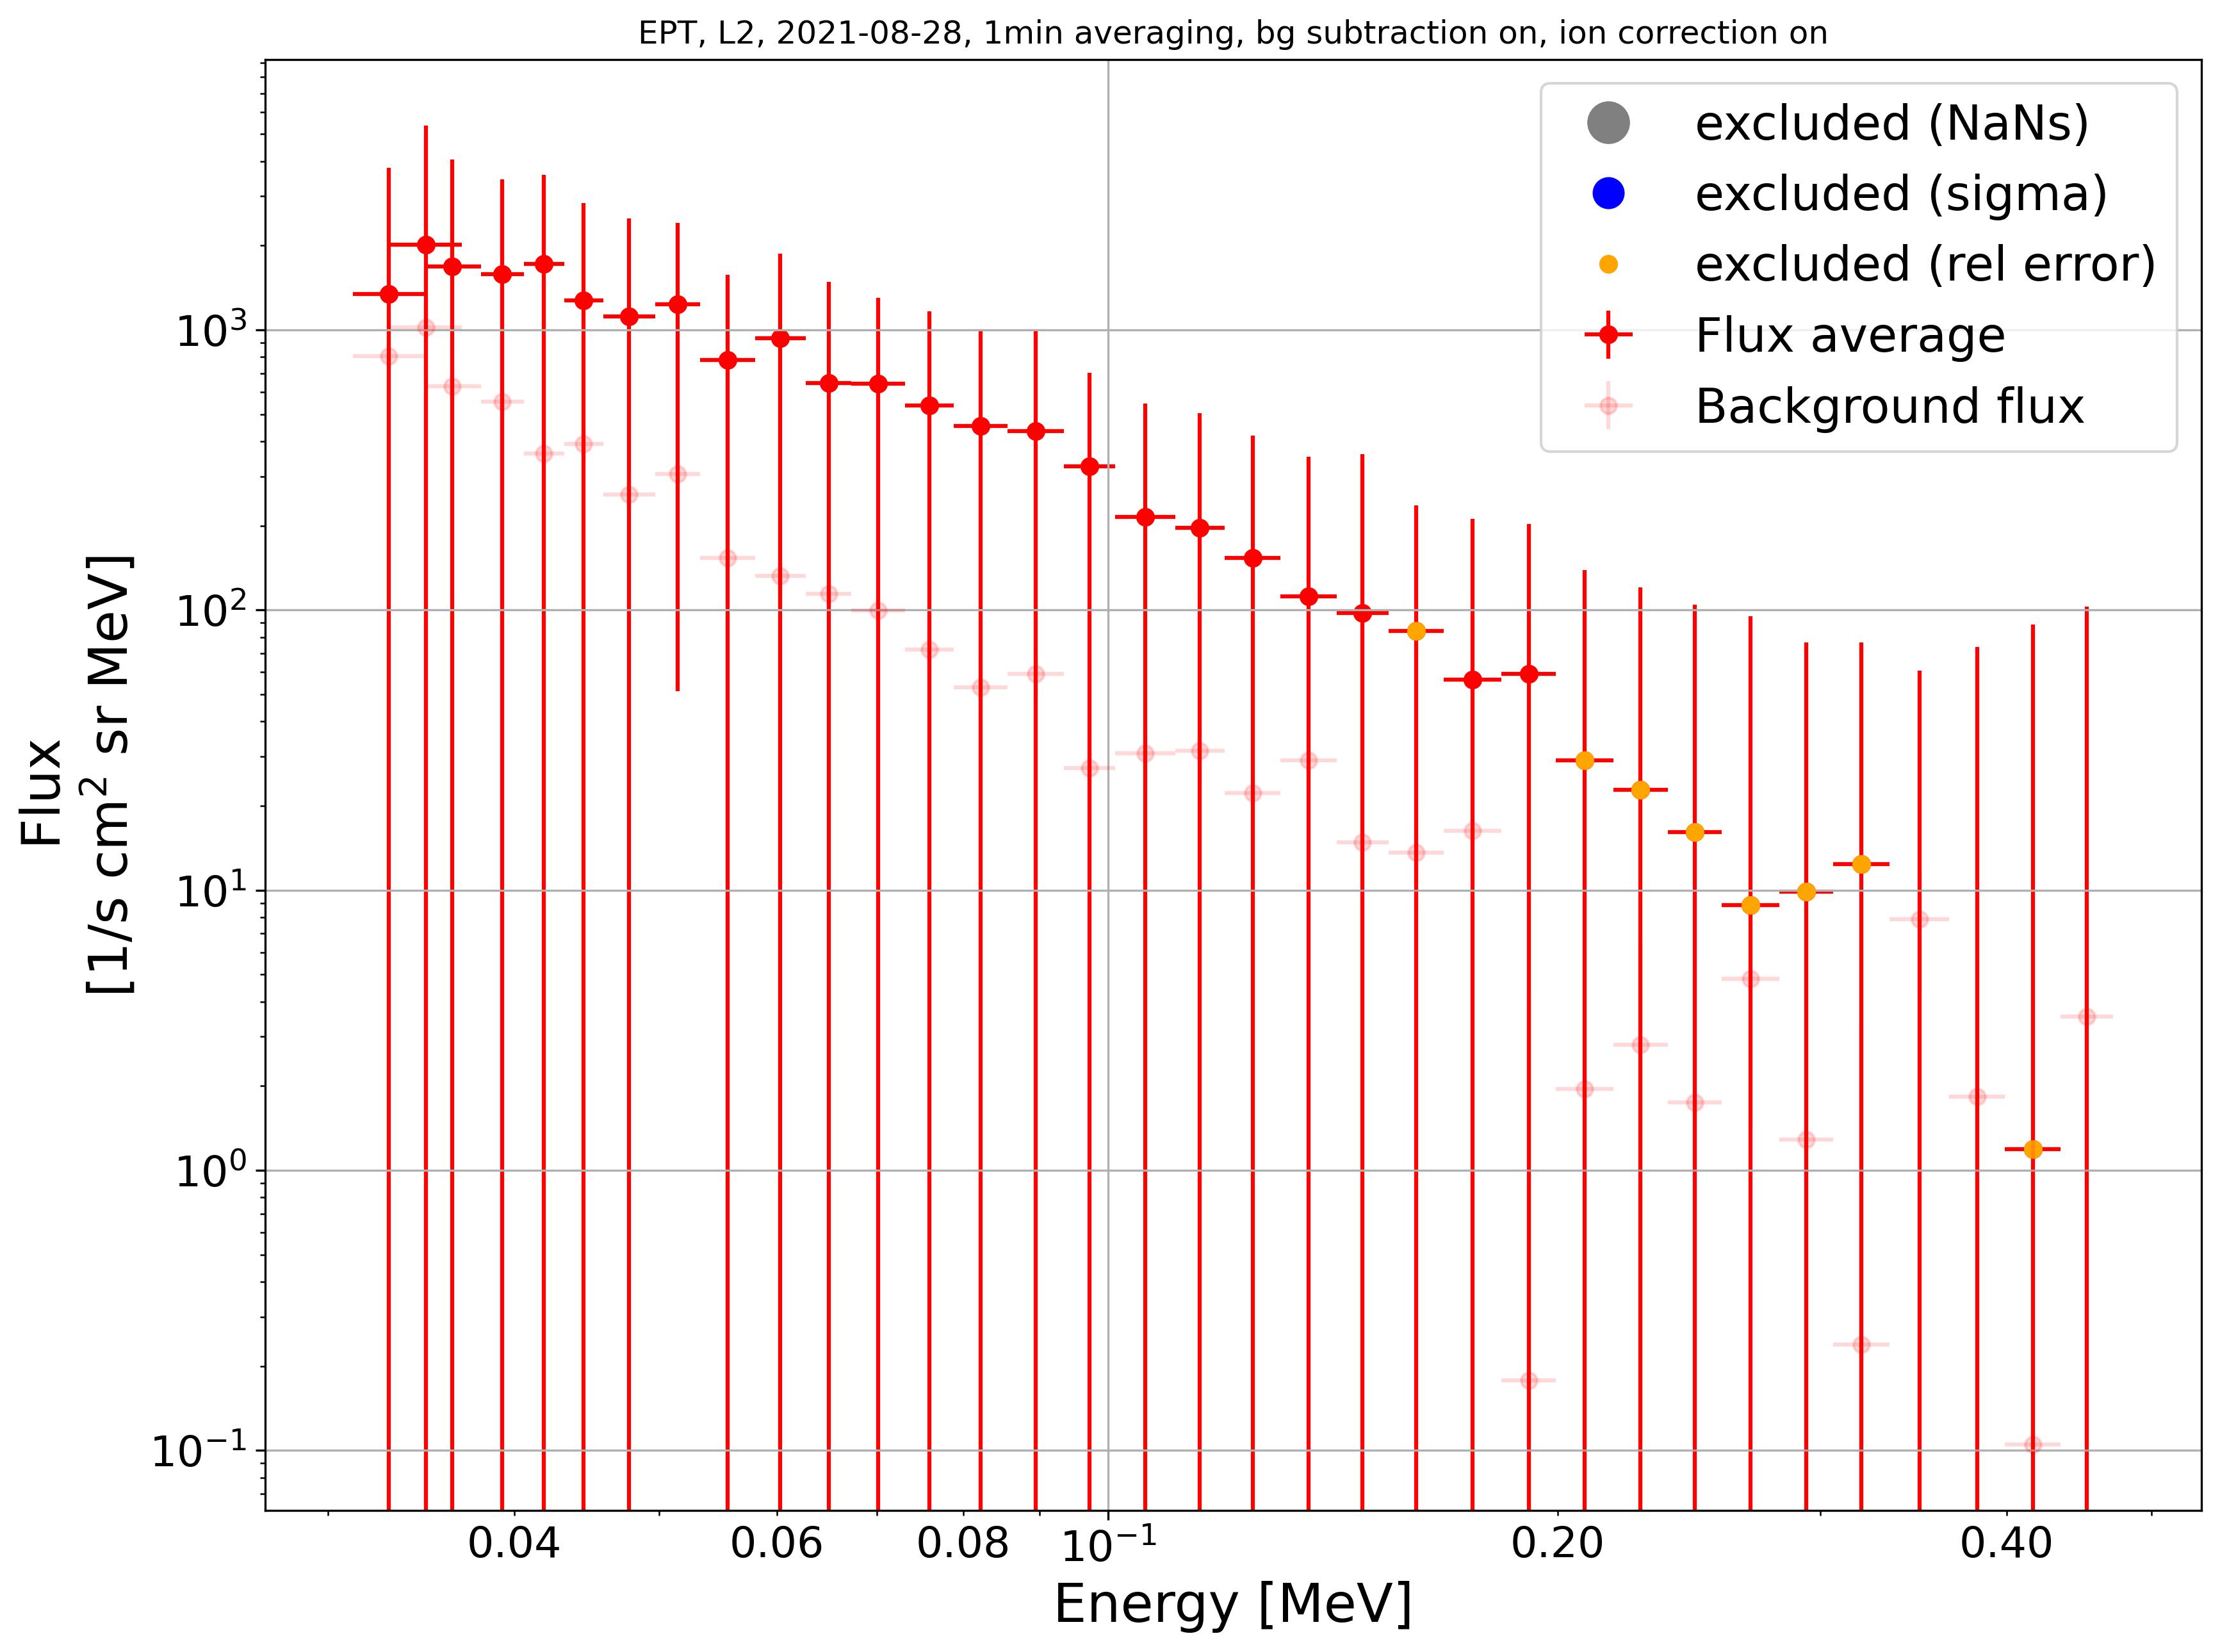 EPT, L2, 2021-08-28, 1min averaging, bg subtraction on, ion correction on
excluded (NaNs)
excluded (sigma)
excluded (rel error)
Flux average
Background flux
10³
10²
10¹
10⁰
10⁻¹
Flux
[1/s cm² sr MeV]
0.04 0.06 0.08 10⁻¹ 0.20 0.40
Energy [MeV]